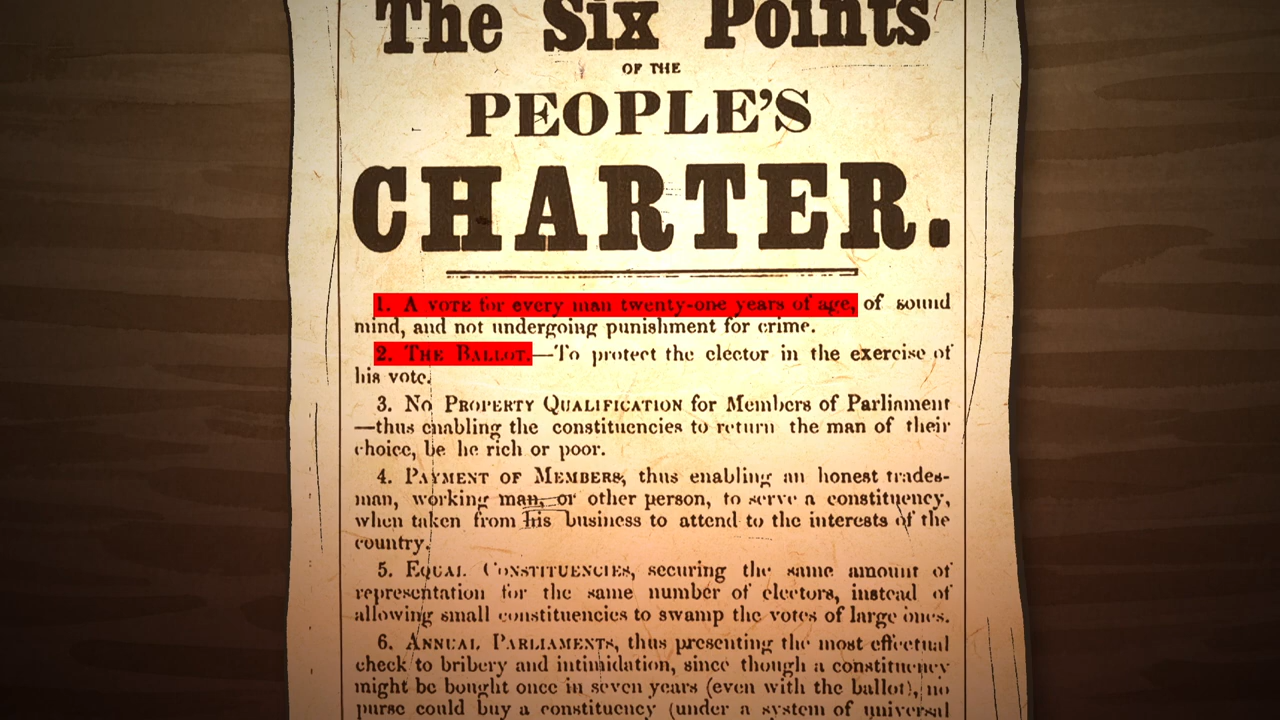 The Six Points
OF THE
PEOPLE'S
CHARTER.
1. A VOTE for every man twenty-one years of age, of sound
mind, and not undergoing punishment for crime.
2. THE BALLOT.—To protect the elector in the exercise of
his vote.
3. No PROPERTY QUALIFICATION for Members of Parliament
—thus enabling the constituencies to return the man of their
choice, be he rich or poor.
4. PAYMENT OF MEMBERS, thus enabling an honest trades-
man, working man, or other person, to serve a constituency,
when taken from his business to attend to the interests of the
country.
5. EQUAL CONSTITUENCIES, securing the same amount of
representation for the same number of electors, instead of
allowing small constituencies to swamp the votes of large ones.
6. ANNUAL PARLIAMENTS, thus presenting the most effectual
check to bribery and intimidation, since though a constituency
might be bought once in seven years (even with the ballot), no
purse could buy a constituency (under a system of universal